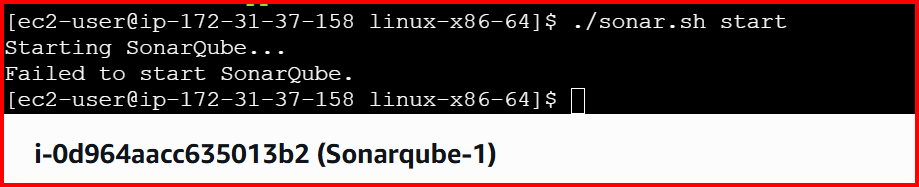 [ec2-user@ip-172-31-37-158 linux-x86-64]$ ./sonar.sh start
Starting SonarQube...
Failed to start SonarQube.
[ec2-user@ip-172-31-37-158 linux-x86-64]$
i-0d964aacc635013b2 (Sonarqube-1)